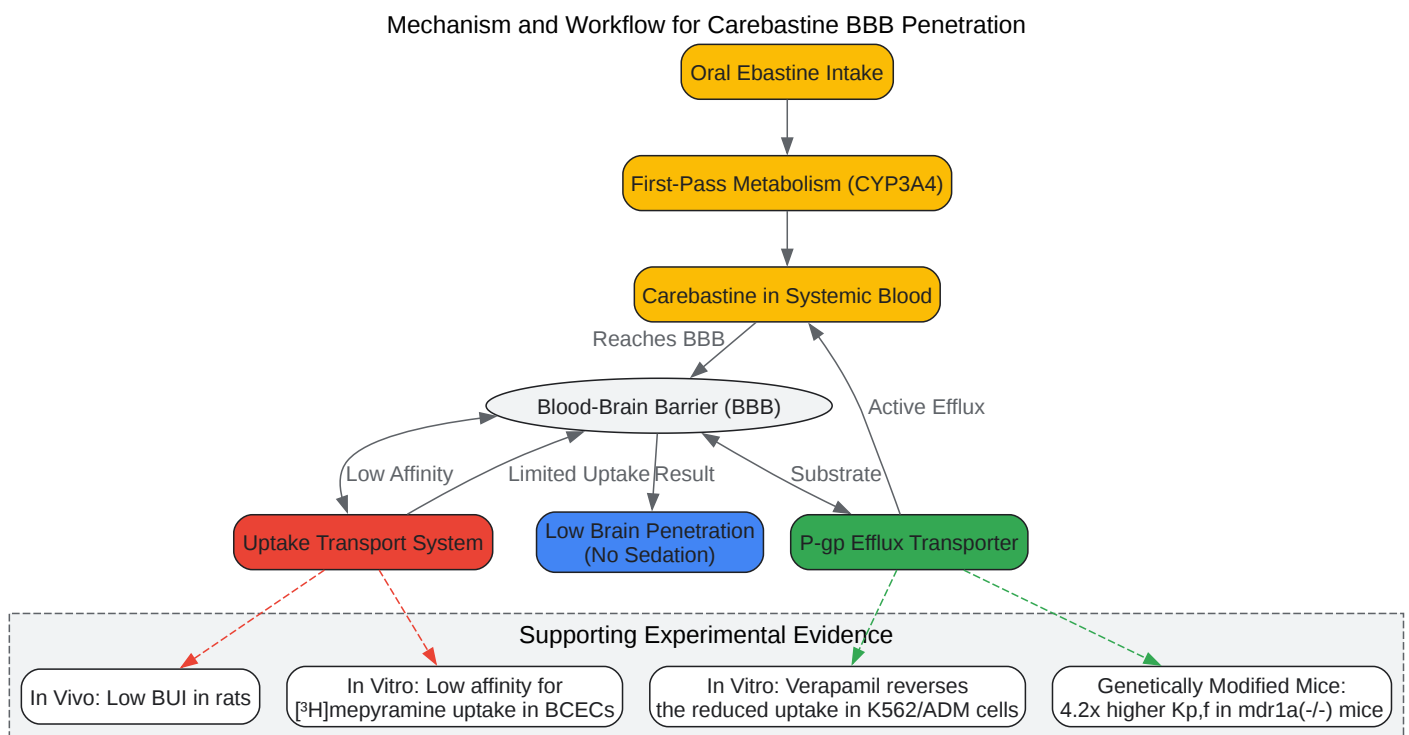 Mechanism and Workflow for Carebastine BBB Penetration
Oral Ebastine Intake
First-Pass Metabolism (CYP3A4)
Carebastine in Systemic Blood
Reaches BBB
Blood-Brain Barrier (BBB)
Active Efflux
Low Affinity
Limited Uptake
Result
Substrate
Uptake Transport System
Low Brain Penetration
(No Sedation)
P-gp Efflux Transporter
Supporting Experimental Evidence
In Vivo: Low BUI in rats
In Vitro: Low affinity for
[³H]mepyramine uptake in BCECs
In Vitro: Verapamil reverses
the reduced uptake in K562/ADM cells
Genetically Modified Mice:
4.2x higher Kp,f in mdr1a(-/-) mice